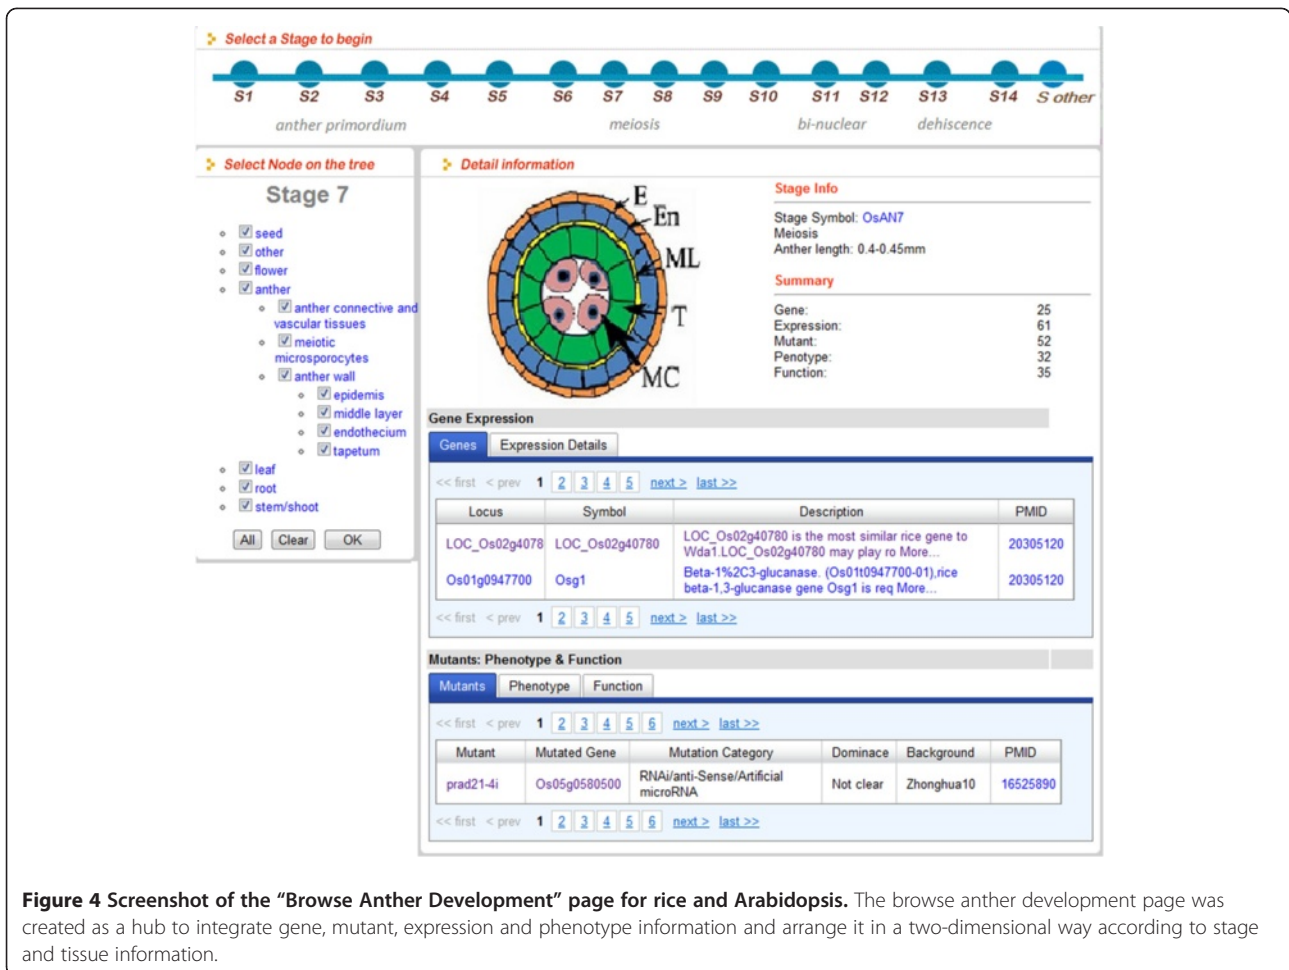 Select a Stage to begin
S1 S2 S3 S4 S5 S6 S7 S8 S9 S10 S11 S12 S13 S14 S other
anther primordium meiosis bi-nuclear dehiscence
Select Node on the tree
Stage 7
seed
other
flower
anther
anther connective and
vascular tissues
meiotic
microsporocytes
anther wall
epidemis
middle layer
endothecium
tapetum
leaf
root
stem/shoot
All Clear OK
Detail information
E
En
ML
T
MC
Stage Info
Stage Symbol: OsAN7
Meiosis
Anther length: 0.4-0.45mm
Summary
Gene: 25
Expression: 61
Mutant: 52
Penotype: 32
Function: 35
Gene Expression
Genes Expression Details
<< first < prev 1 2 3 4 5 next > last >>
Locus Symbol Description PMID
LOC_Os02g4078 LOC_Os02g40780 LOC_Os02g40780 is the most similar rice gene to 20305120
Wda1.LOC_Os02g40780 may play ro More...
Os01g0947700 Osg1 Beta-1%2C3-glucanase. (Os01t0947700-01),rice 20305120
beta-1,3-glucanase gene Osg1 is req More...
<< first < prev 1 2 3 4 5 next > last >>
Mutants: Phenotype & Function
Mutants Phenotype Function
<< first < prev 1 2 3 4 5 6 next > last >>
Mutant Mutated Gene Mutation Category Dominace Background PMID
prad21-4i Os05g0580500 RNAi/anti-Sense/Artificial Not clear Zhonghua10 16525890
microRNA
<< first < prev 1 2 3 4 5 6 next > last >>
Figure 4 Screenshot of the “Browse Anther Development” page for rice and Arabidopsis. The browse anther development page was
created as a hub to integrate gene, mutant, expression and phenotype information and arrange it in a two-dimensional way according to stage
and tissue information.